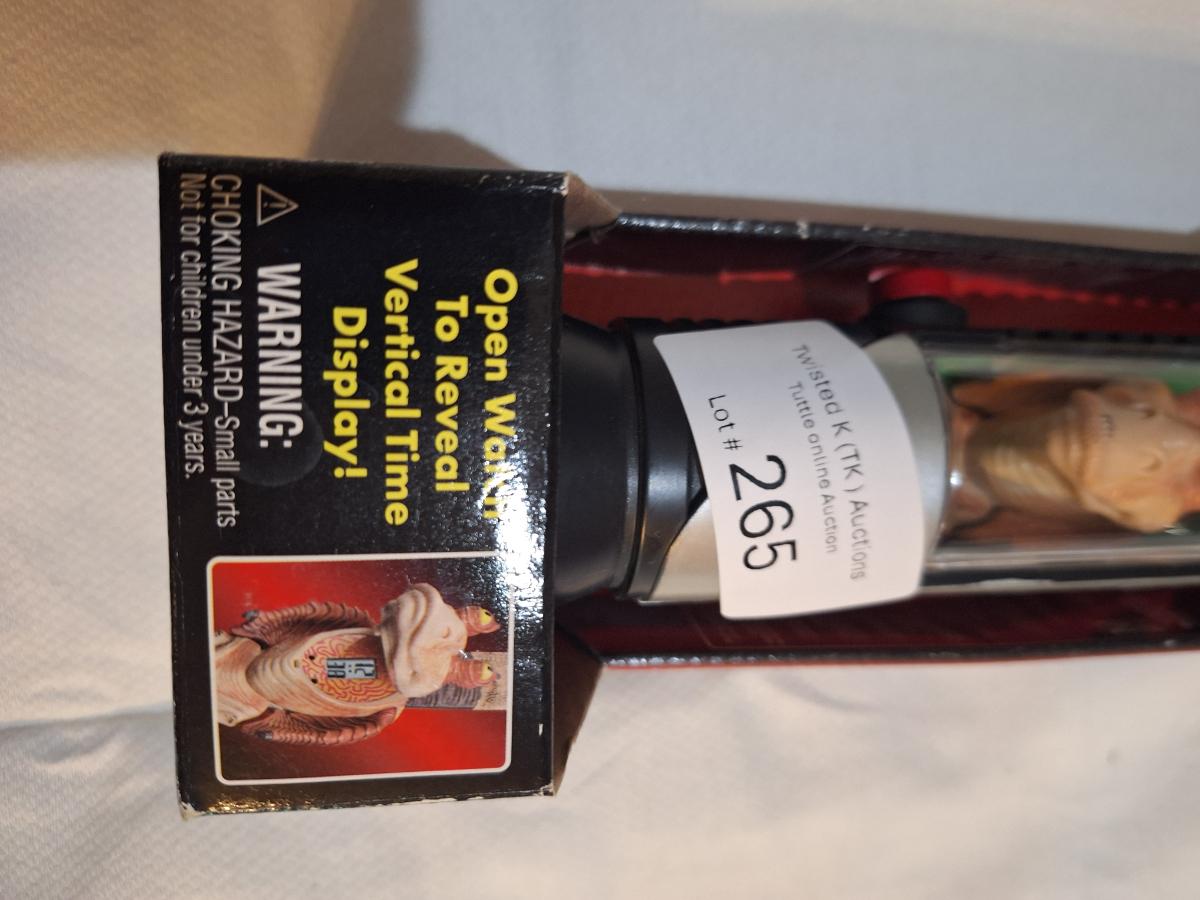 Open Watch
To Reveal
Vertical Time
Display!
WARNING:
CHOKING HAZARD–Small parts
Not for children under 3 years.
Twisted K (TK ) Auctions
Tuttle online Auction
Lot # 265